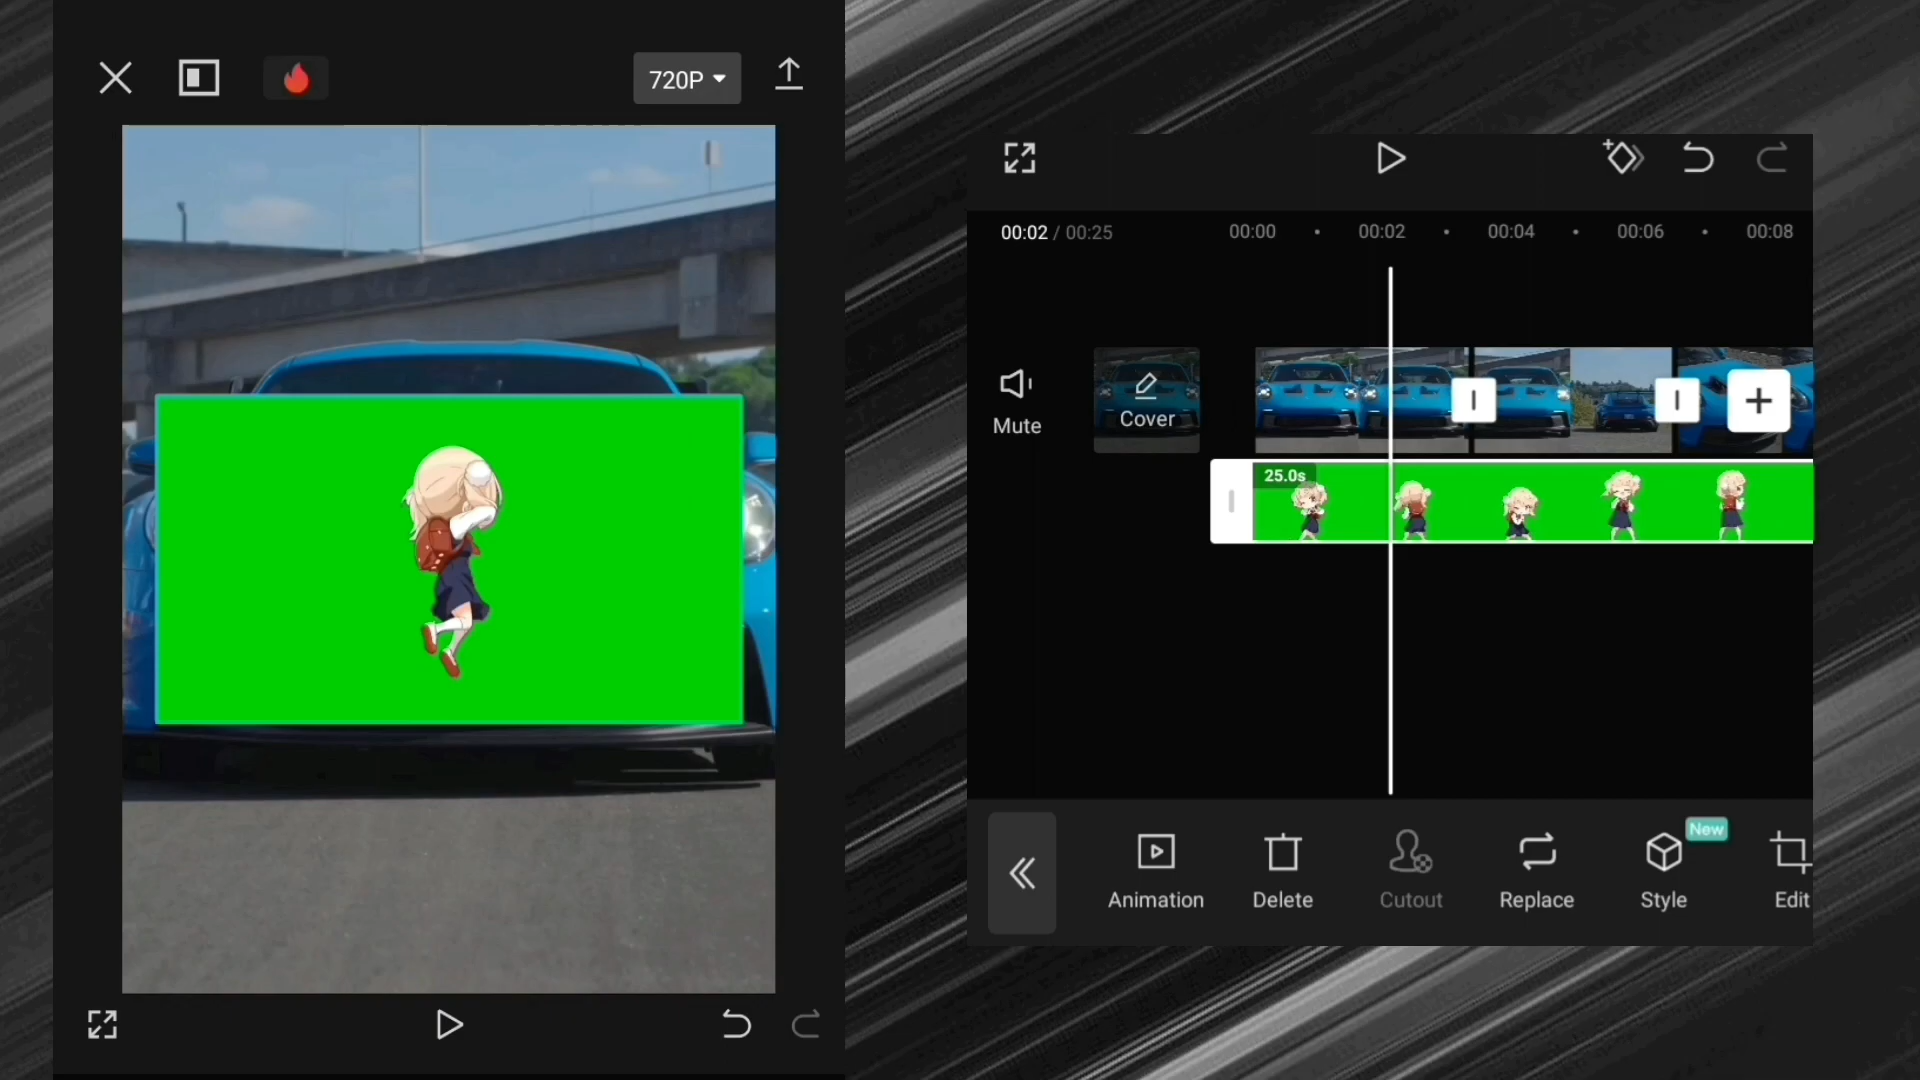 720P
00:02 / 00:25
00:00
00:02
00:04
00:06
00:08
Mute
Cover
25.0s
New
Animation
Delete
Cutout
Replace
Style
Edit